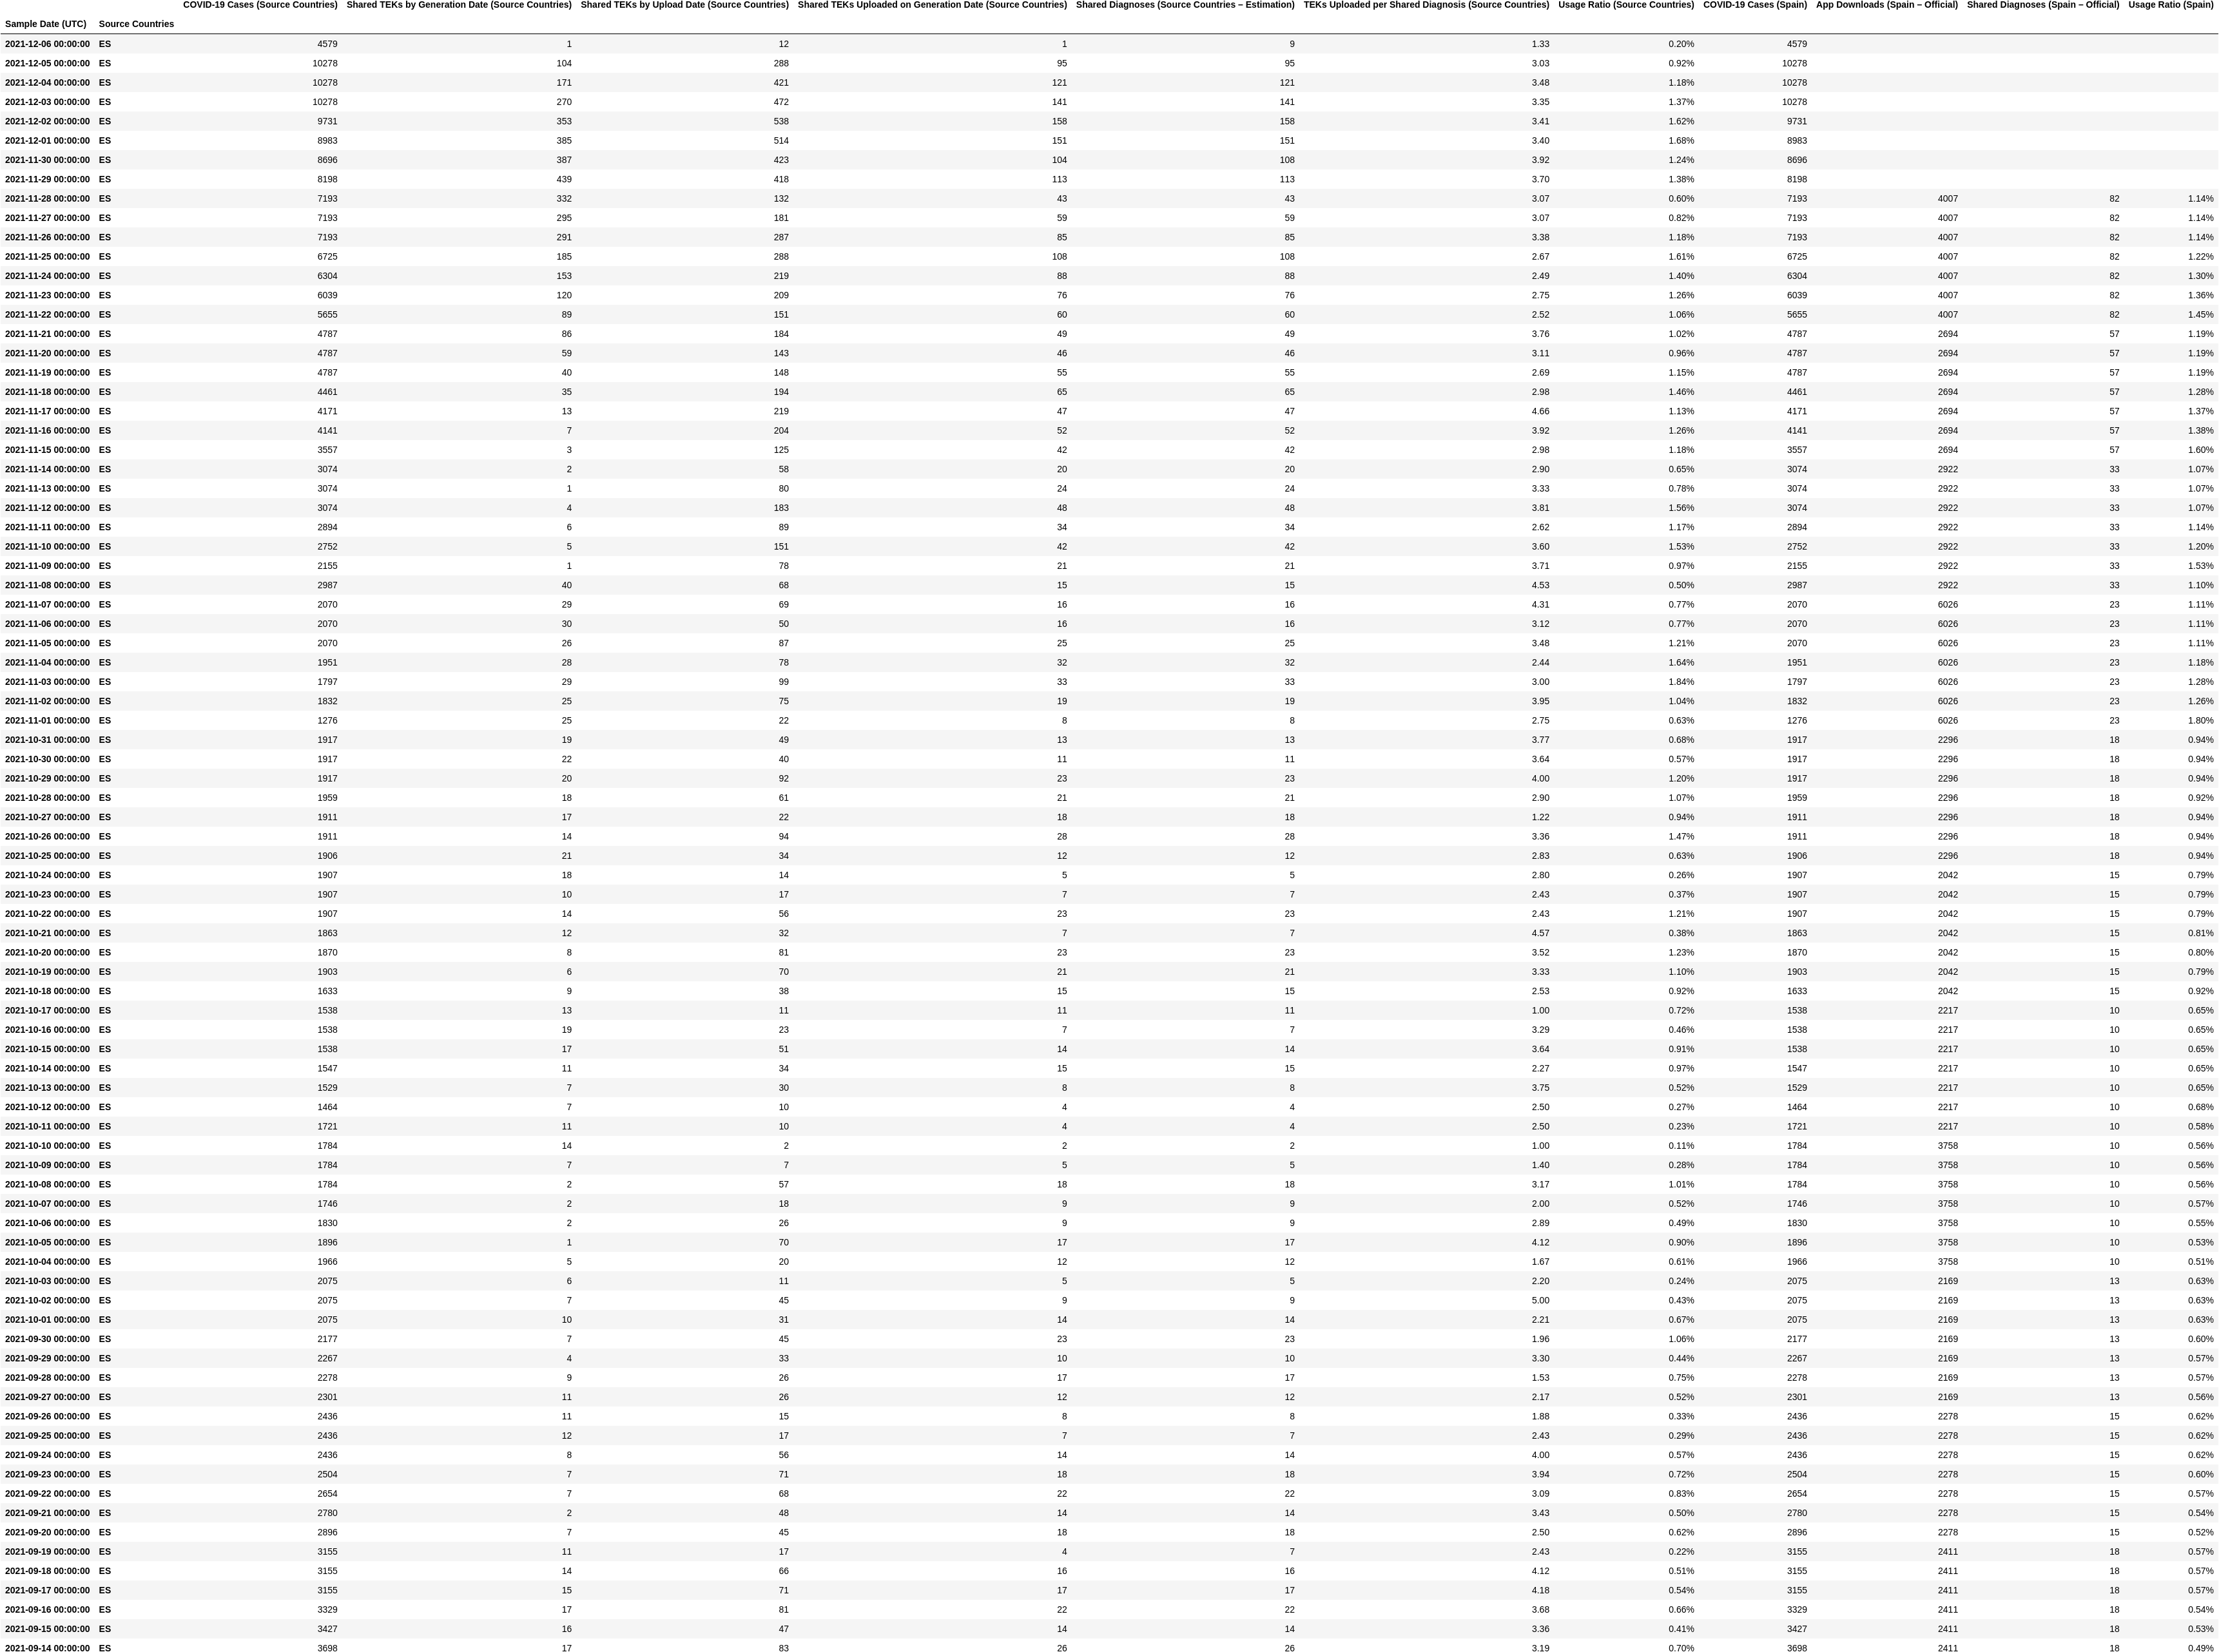 COVID-19 Cases (Source Countries) Shared TEKs by Generation Date (Source Countries) Shared TEKs by Upload Date (Source Countries) Shared TEKs Uploaded on Generation Date (Source Countries) Shared Diagnoses (Source Countries – Estimation) TEKs Uploaded per Shared Diagnosis (Source Countries) Usage Ratio (Source Countries) COVID-19 Cases (Spain) App Downloads (Spain – Official) Shared Diagnoses (Spain – Official) Usage Ratio (Spain)
Sample Date (UTC) Source Countries
2021-12-06 00:00:00 ES 4579 1 12 1 9 1.33 0.20% 4579
2021-12-05 00:00:00 ES 10278 104 288 95 95 3.03 0.92% 10278
2021-12-04 00:00:00 ES 10278 171 421 121 121 3.48 1.18% 10278
2021-12-03 00:00:00 ES 10278 270 472 141 141 3.35 1.37% 10278
2021-12-02 00:00:00 ES 9731 353 538 158 158 3.41 1.62% 9731
2021-12-01 00:00:00 ES 8983 385 514 151 151 3.40 1.68% 8983
2021-11-30 00:00:00 ES 8696 387 423 104 108 3.92 1.24% 8696
2021-11-29 00:00:00 ES 8198 439 418 113 113 3.70 1.38% 8198
2021-11-28 00:00:00 ES 7193 332 132 43 43 3.07 0.60% 7193 4007 82 1.14%
2021-11-27 00:00:00 ES 7193 295 181 59 59 3.07 0.82% 7193 4007 82 1.14%
2021-11-26 00:00:00 ES 7193 291 287 85 85 3.38 1.18% 7193 4007 82 1.14%
2021-11-25 00:00:00 ES 6725 185 288 108 108 2.67 1.61% 6725 4007 82 1.22%
2021-11-24 00:00:00 ES 6304 153 219 88 88 2.49 1.40% 6304 4007 82 1.30%
2021-11-23 00:00:00 ES 6039 120 209 76 76 2.75 1.26% 6039 4007 82 1.36%
2021-11-22 00:00:00 ES 5655 89 151 60 60 2.52 1.06% 5655 4007 82 1.45%
2021-11-21 00:00:00 ES 4787 86 184 49 49 3.76 1.02% 4787 2694 57 1.19%
2021-11-20 00:00:00 ES 4787 59 143 46 46 3.11 0.96% 4787 2694 57 1.19%
2021-11-19 00:00:00 ES 4787 40 148 55 55 2.69 1.15% 4787 2694 57 1.19%
2021-11-18 00:00:00 ES 4461 35 194 65 65 2.98 1.46% 4461 2694 57 1.28%
2021-11-17 00:00:00 ES 4171 13 219 47 47 4.66 1.13% 4171 2694 57 1.37%
2021-11-16 00:00:00 ES 4141 7 204 52 52 3.92 1.26% 4141 2694 57 1.38%
2021-11-15 00:00:00 ES 3557 3 125 42 42 2.98 1.18% 3557 2694 57 1.60%
2021-11-14 00:00:00 ES 3074 2 58 20 20 2.90 0.65% 3074 2922 33 1.07%
2021-11-13 00:00:00 ES 3074 1 80 24 24 3.33 0.78% 3074 2922 33 1.07%
2021-11-12 00:00:00 ES 3074 4 183 48 48 3.81 1.56% 3074 2922 33 1.07%
2021-11-11 00:00:00 ES 2894 6 89 34 34 2.62 1.17% 2894 2922 33 1.14%
2021-11-10 00:00:00 ES 2752 5 151 42 42 3.60 1.53% 2752 2922 33 1.20%
2021-11-09 00:00:00 ES 2155 1 78 21 21 3.71 0.97% 2155 2922 33 1.53%
2021-11-08 00:00:00 ES 2987 40 68 15 15 4.53 0.50% 2987 2922 33 1.10%
2021-11-07 00:00:00 ES 2070 29 69 16 16 4.31 0.77% 2070 6026 23 1.11%
2021-11-06 00:00:00 ES 2070 30 50 16 16 3.12 0.77% 2070 6026 23 1.11%
2021-11-05 00:00:00 ES 2070 26 87 25 25 3.48 1.21% 2070 6026 23 1.11%
2021-11-04 00:00:00 ES 1951 28 78 32 32 2.44 1.64% 1951 6026 23 1.18%
2021-11-03 00:00:00 ES 1797 29 99 33 33 3.00 1.84% 1797 6026 23 1.28%
2021-11-02 00:00:00 ES 1832 25 75 19 19 3.95 1.04% 1832 6026 23 1.26%
2021-11-01 00:00:00 ES 1276 25 22 8 8 2.75 0.63% 1276 6026 23 1.80%
2021-10-31 00:00:00 ES 1917 19 49 13 13 3.77 0.68% 1917 2296 18 0.94%
2021-10-30 00:00:00 ES 1917 22 40 11 11 3.64 0.57% 1917 2296 18 0.94%
2021-10-29 00:00:00 ES 1917 20 92 23 23 4.00 1.20% 1917 2296 18 0.94%
2021-10-28 00:00:00 ES 1959 18 61 21 21 2.90 1.07% 1959 2296 18 0.92%
2021-10-27 00:00:00 ES 1911 17 22 18 18 1.22 0.94% 1911 2296 18 0.94%
2021-10-26 00:00:00 ES 1911 14 94 28 28 3.36 1.47% 1911 2296 18 0.94%
2021-10-25 00:00:00 ES 1906 21 34 12 12 2.83 0.63% 1906 2296 18 0.94%
2021-10-24 00:00:00 ES 1907 18 14 5 5 2.80 0.26% 1907 2042 15 0.79%
2021-10-23 00:00:00 ES 1907 10 17 7 7 2.43 0.37% 1907 2042 15 0.79%
2021-10-22 00:00:00 ES 1907 14 56 23 23 2.43 1.21% 1907 2042 15 0.79%
2021-10-21 00:00:00 ES 1863 12 32 7 7 4.57 0.38% 1863 2042 15 0.81%
2021-10-20 00:00:00 ES 1870 8 81 23 23 3.52 1.23% 1870 2042 15 0.80%
2021-10-19 00:00:00 ES 1903 6 70 21 21 3.33 1.10% 1903 2042 15 0.79%
2021-10-18 00:00:00 ES 1633 9 38 15 15 2.53 0.92% 1633 2042 15 0.92%
2021-10-17 00:00:00 ES 1538 13 11 11 11 1.00 0.72% 1538 2217 10 0.65%
2021-10-16 00:00:00 ES 1538 19 23 7 7 3.29 0.46% 1538 2217 10 0.65%
2021-10-15 00:00:00 ES 1538 17 51 14 14 3.64 0.91% 1538 2217 10 0.65%
2021-10-14 00:00:00 ES 1547 11 34 15 15 2.27 0.97% 1547 2217 10 0.65%
2021-10-13 00:00:00 ES 1529 7 30 8 8 3.75 0.52% 1529 2217 10 0.65%
2021-10-12 00:00:00 ES 1464 7 10 4 4 2.50 0.27% 1464 2217 10 0.68%
2021-10-11 00:00:00 ES 1721 11 10 4 4 2.50 0.23% 1721 2217 10 0.58%
2021-10-10 00:00:00 ES 1784 14 2 2 2 1.00 0.11% 1784 3758 10 0.56%
2021-10-09 00:00:00 ES 1784 7 7 5 5 1.40 0.28% 1784 3758 10 0.56%
2021-10-08 00:00:00 ES 1784 2 57 18 18 3.17 1.01% 1784 3758 10 0.56%
2021-10-07 00:00:00 ES 1746 2 18 9 9 2.00 0.52% 1746 3758 10 0.57%
2021-10-06 00:00:00 ES 1830 2 26 9 9 2.89 0.49% 1830 3758 10 0.55%
2021-10-05 00:00:00 ES 1896 1 70 17 17 4.12 0.90% 1896 3758 10 0.53%
2021-10-04 00:00:00 ES 1966 5 20 12 12 1.67 0.61% 1966 3758 10 0.51%
2021-10-03 00:00:00 ES 2075 6 11 5 5 2.20 0.24% 2075 2169 13 0.63%
2021-10-02 00:00:00 ES 2075 7 45 9 9 5.00 0.43% 2075 2169 13 0.63%
2021-10-01 00:00:00 ES 2075 10 31 14 14 2.21 0.67% 2075 2169 13 0.63%
2021-09-30 00:00:00 ES 2177 7 45 23 23 1.96 1.06% 2177 2169 13 0.60%
2021-09-29 00:00:00 ES 2267 4 33 10 10 3.30 0.44% 2267 2169 13 0.57%
2021-09-28 00:00:00 ES 2278 9 26 17 17 1.53 0.75% 2278 2169 13 0.57%
2021-09-27 00:00:00 ES 2301 11 26 12 12 2.17 0.52% 2301 2169 13 0.56%
2021-09-26 00:00:00 ES 2436 11 15 8 8 1.88 0.33% 2436 2278 15 0.62%
2021-09-25 00:00:00 ES 2436 12 17 7 7 2.43 0.29% 2436 2278 15 0.62%
2021-09-24 00:00:00 ES 2436 8 56 14 14 4.00 0.57% 2436 2278 15 0.62%
2021-09-23 00:00:00 ES 2504 7 71 18 18 3.94 0.72% 2504 2278 15 0.60%
2021-09-22 00:00:00 ES 2654 7 68 22 22 3.09 0.83% 2654 2278 15 0.57%
2021-09-21 00:00:00 ES 2780 2 48 14 14 3.43 0.50% 2780 2278 15 0.54%
2021-09-20 00:00:00 ES 2896 7 45 18 18 2.50 0.62% 2896 2278 15 0.52%
2021-09-19 00:00:00 ES 3155 11 17 4 7 2.43 0.22% 3155 2411 18 0.57%
2021-09-18 00:00:00 ES 3155 14 66 16 16 4.12 0.51% 3155 2411 18 0.57%
2021-09-17 00:00:00 ES 3155 15 71 17 17 4.18 0.54% 3155 2411 18 0.57%
2021-09-16 00:00:00 ES 3329 17 81 22 22 3.68 0.66% 3329 2411 18 0.54%
2021-09-15 00:00:00 ES 3427 16 47 14 14 3.36 0.41% 3427 2411 18 0.53%
2021-09-14 00:00:00 ES 3698 17 83 26 26 3.19 0.70% 3698 2411 18 0.49%